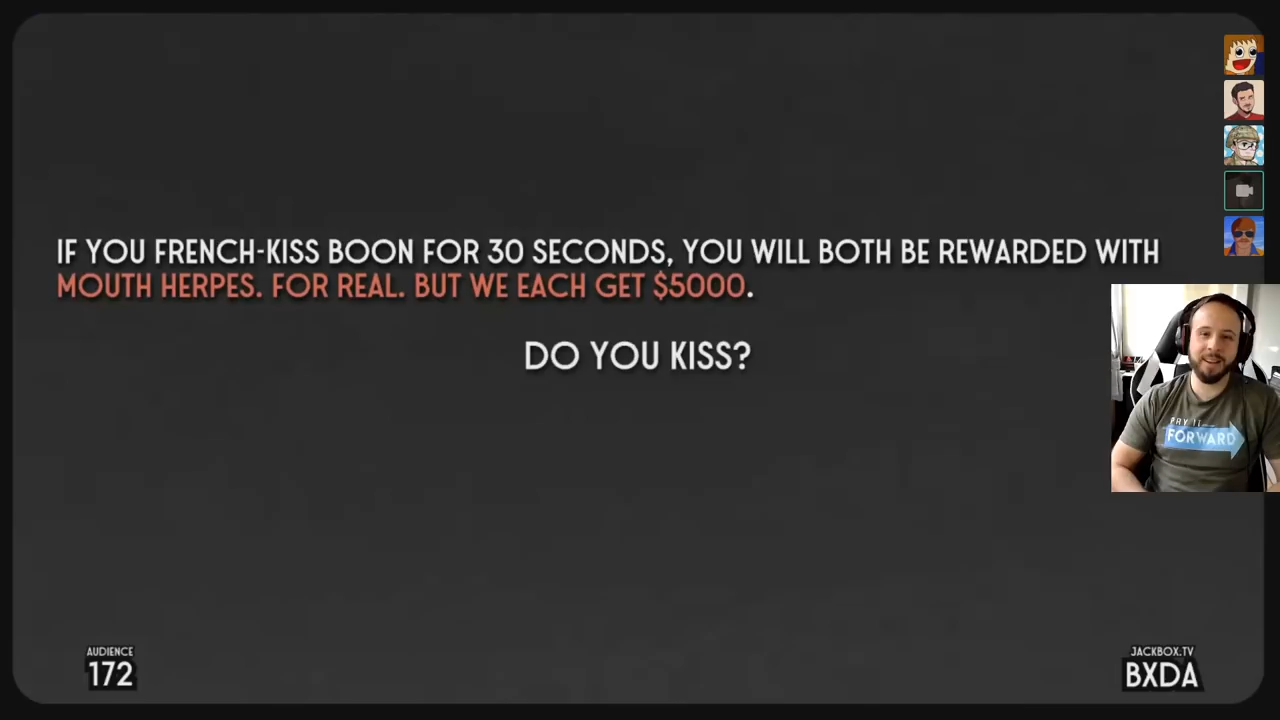 IF YOU FRENCH-KISS BOON FOR 30 SECONDS, YOU WILL BOTH BE REWARDED WITH
MOUTH HERPES. FOR REAL. BUT WE EACH GET $5000.
DO YOU KISS?
FORWARD
AUDIENCE
172
JACKBOX.TV
BXDA